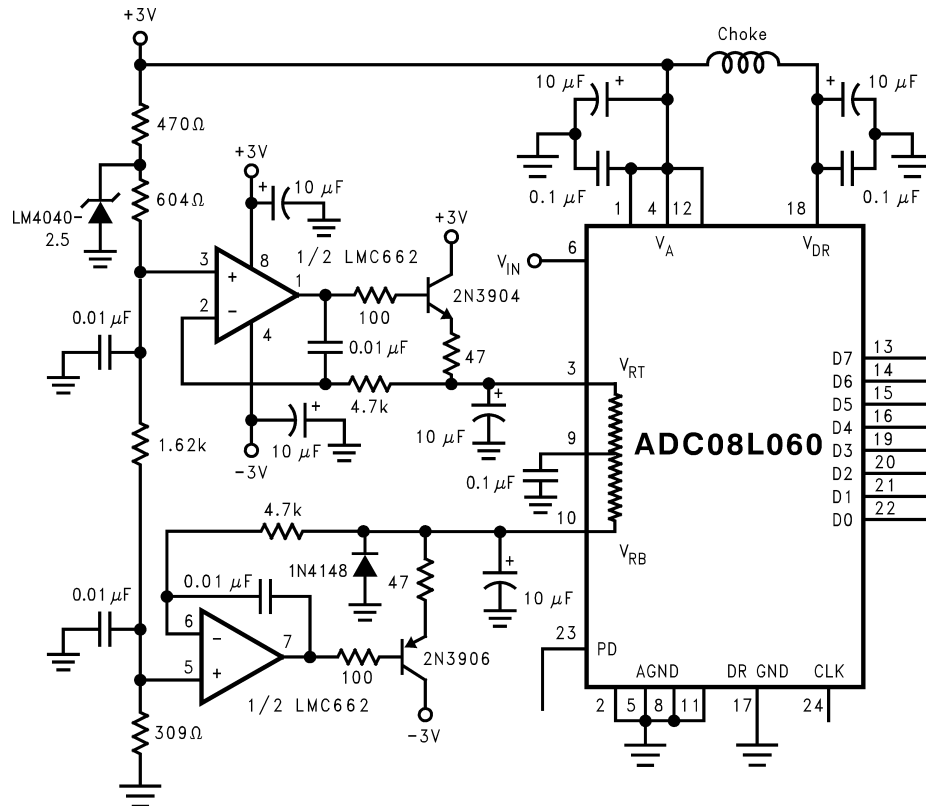 +3V
Choke
10 µF +
+ 10 µF
470Ω
+3V
0.1 µF
0.1 µF
604Ω
+ 10 µF
1 4 12 18
LM4040-
2.5
+3V
VA
VDR
3 + 8
1/2 LMC662
VIN
6
1
2N3904
2 −
100
4
0.01 µF
0.01 µF
47
3
VRT
D7 13
D6 14
4.7k
D5 15
+
+
D4 16
10 µF
9
ADC08L060
D3 19
1.62k
−3V
10 µF
D2 20
0.1 µF
D1 21
4.7k
10
D0 22
VRB
1N4148
0.01 µF
47
+
0.01 µF
10 µF
6 −
7
23
PD
5 +
2N3906
100
AGND
DR GND
CLK
1/2 LMC662
2 5 8 11 17 24
309Ω
−3V